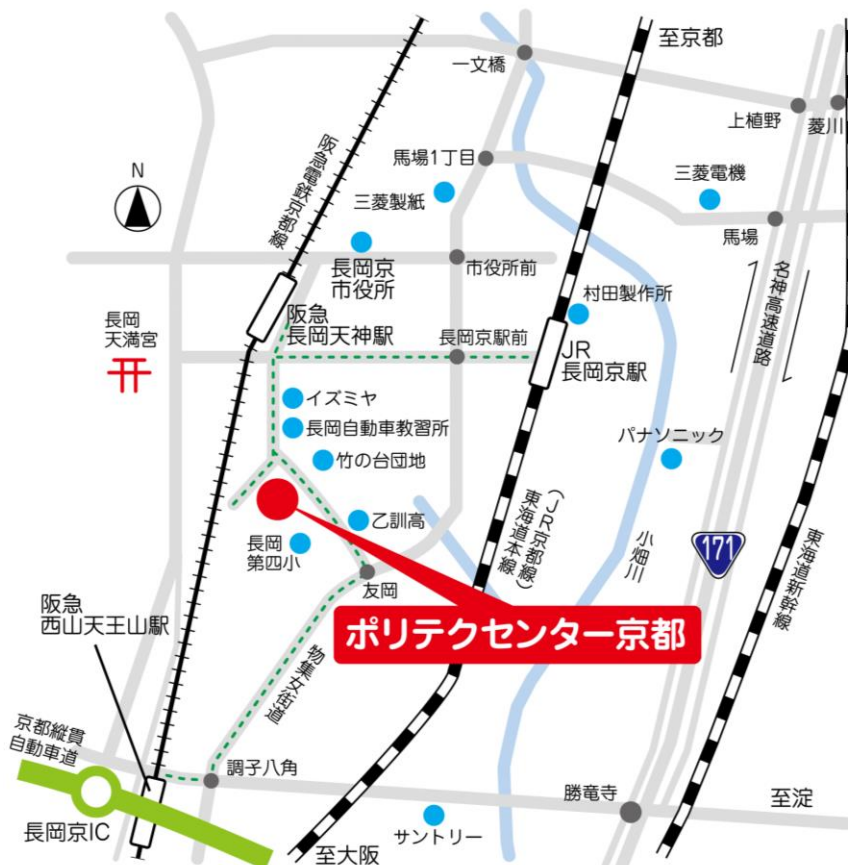 至京都
一文橋
上植野
菱川
馬場1丁目
三菱電機
三菱製紙
馬場
N
阪急電鉄京都線
長岡京
市役所
市役所前
名神高速道路
村田製作所
阪急
長岡天神駅
長岡京駅前
長岡
天満宮
JR
長岡京駅
イズミヤ
長岡自動車教習所
竹の台団地
パナソニック
乙訓高
長岡
第四小
(JR京都線)
東海道本線
小畑川
171
東海道新幹線
友岡
阪急
西山天王山駅
ポリテクセンター京都
物集女街道
京都縦貫
自動車道
調子八角
勝竜寺
至淀
長岡京IC
サントリー
至大阪